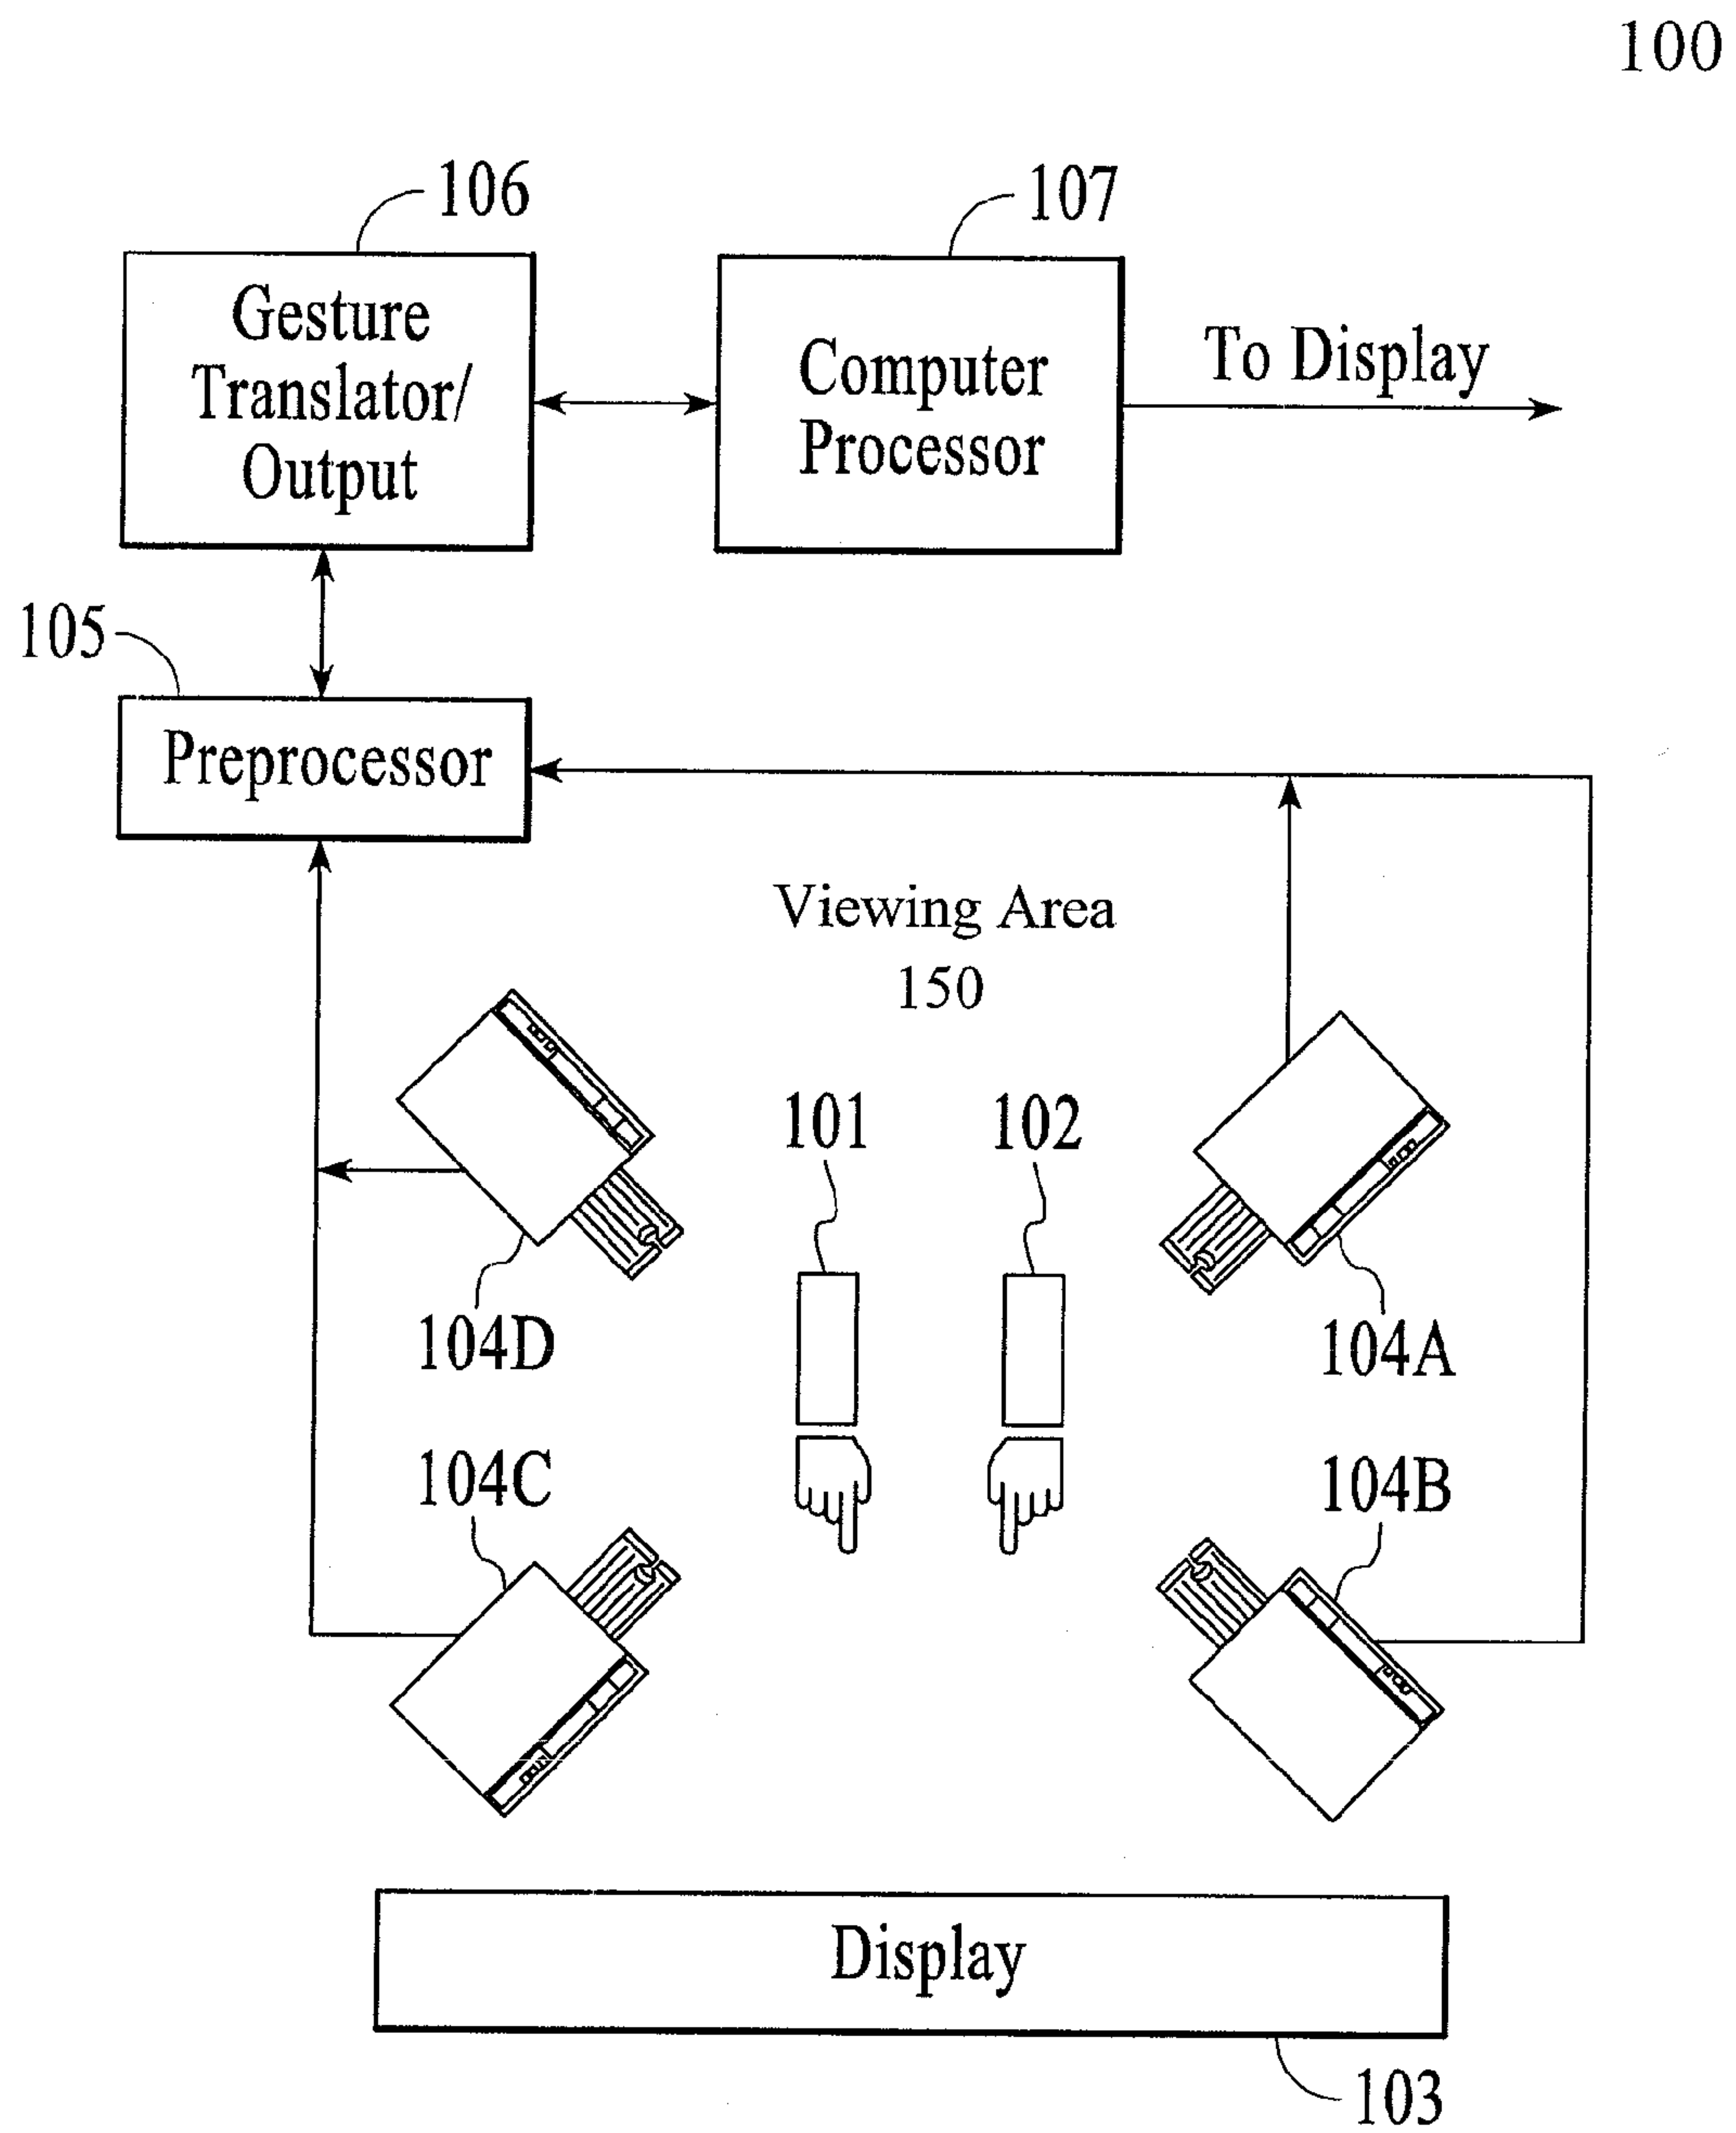 100
106
107
Gesture
Translator/
Output
Computer
Processor
To Display
105
Preprocessor
Viewing Area
150
101
102
104D
104A
104C
104B
Display
103